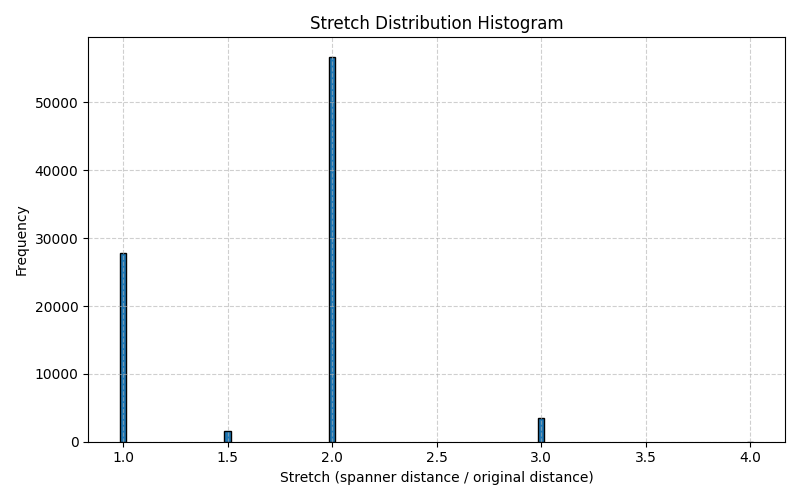 Stretch Distribution Histogram
50000
40000
30000
20000
10000
0
Frequency
1.0 1.5 2.0 2.5 3.0 3.5 4.0
Stretch (spanner distance / original distance)